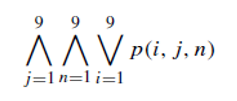 9 9 9
⋀ ⋀ ⋁ p(i, j, n)
j=1 n=1 i=1